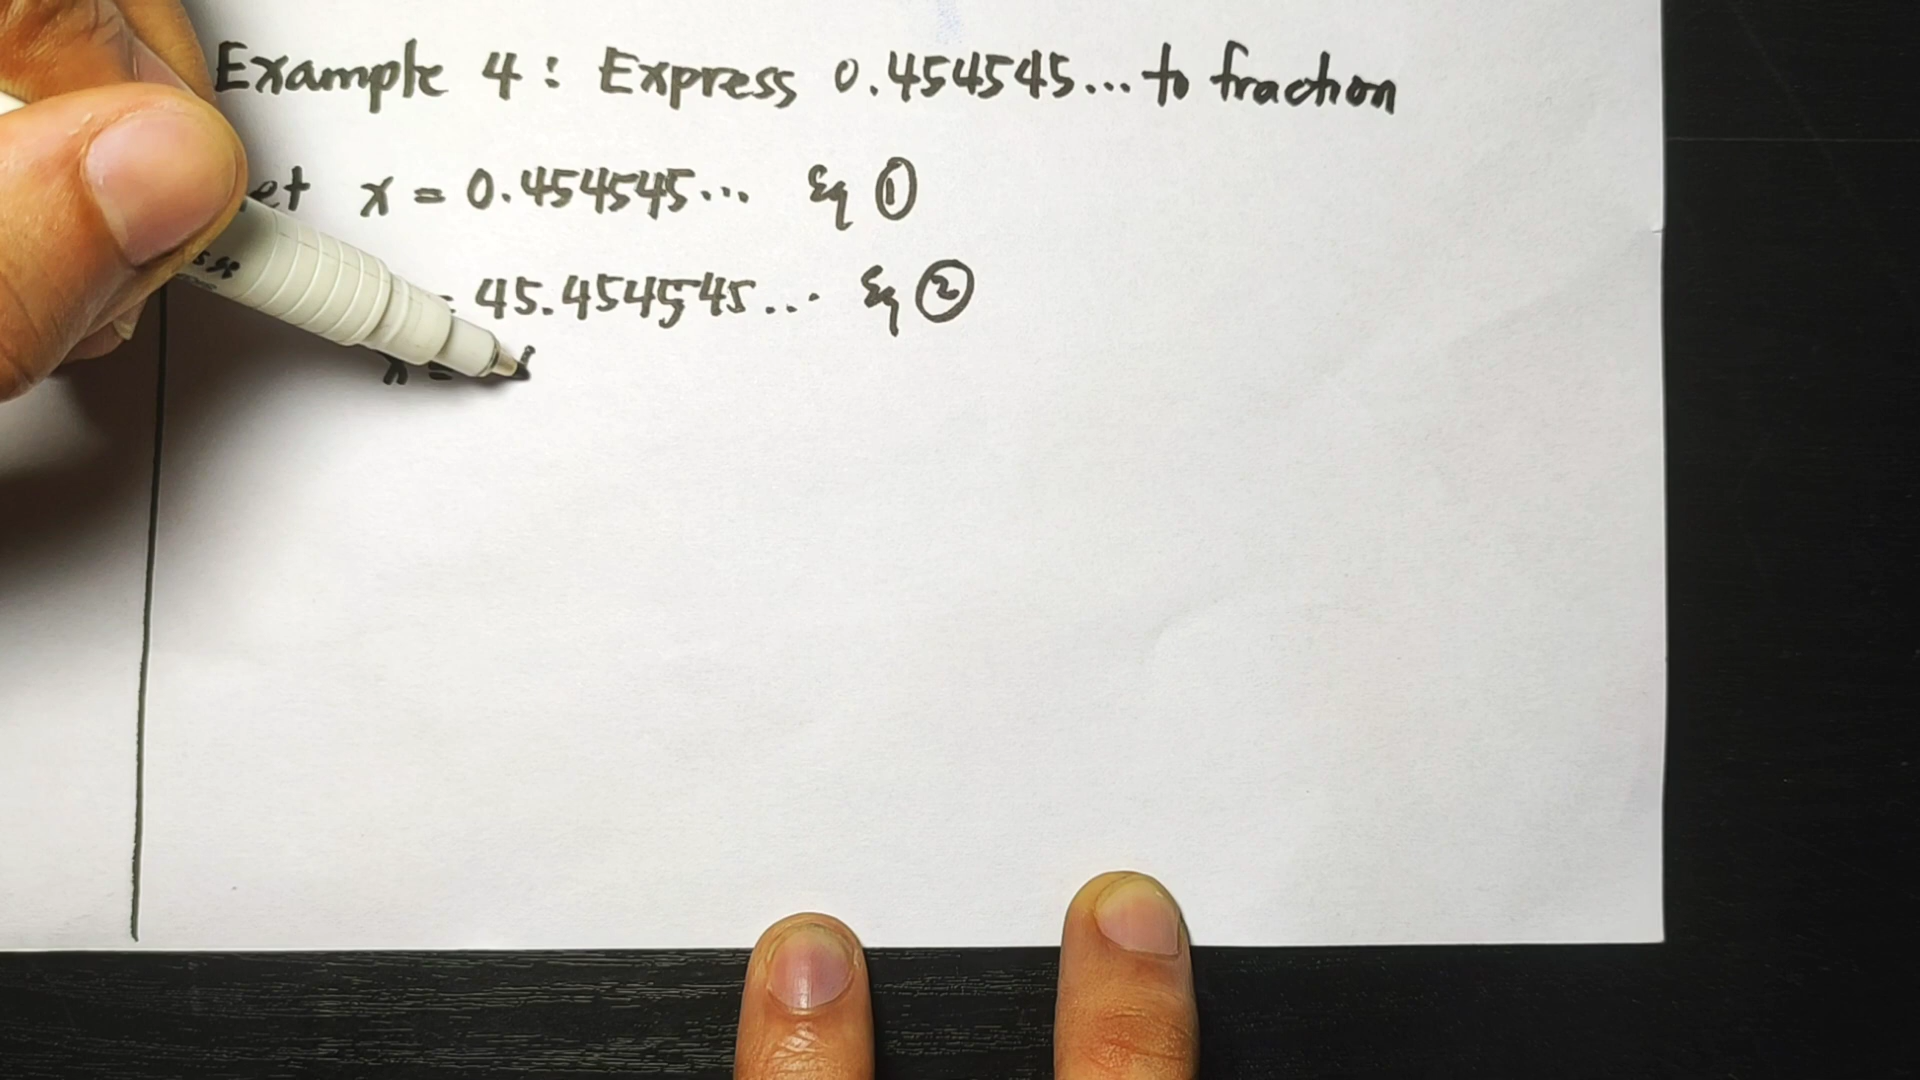 Example 4 : Express 0.454545... to fraction
et x = 0.454545... Eq ①
= 45.454545... Eq ②
x =